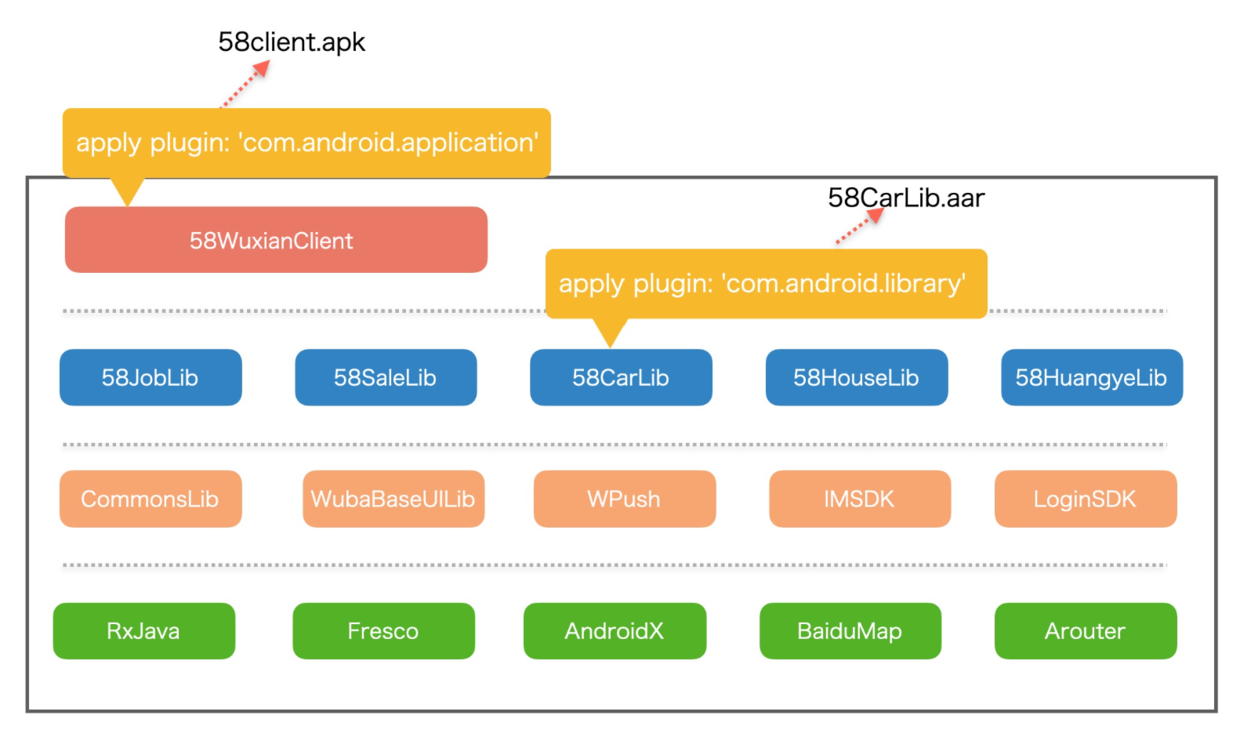 58client.apk
apply plugin: 'com.android.application'
58CarLib.aar
58WuxianClient
apply plugin: 'com.android.library'
58JobLib
58SaleLib
58CarLib
58HouseLib
58HuangyeLib
CommonsLib
WubaBaseUILib
WPush
IMSDK
LoginSDK
RxJava
Fresco
AndroidX
BaiduMap
Arouter